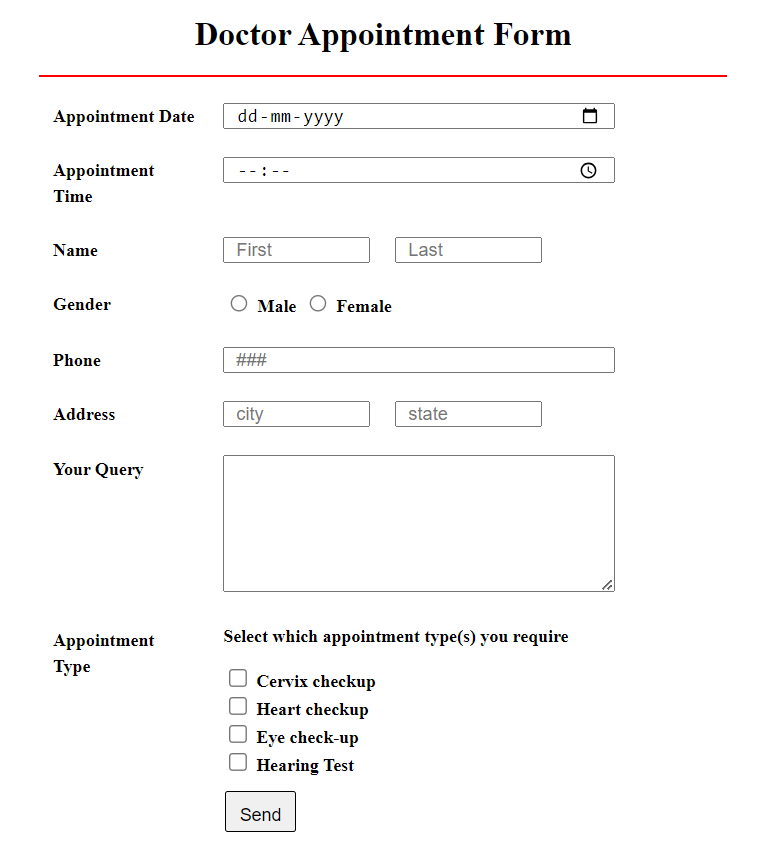 Doctor Appointment Form
Appointment Date dd-mm-yyyy
Appointment --:--
Time
Name First Last
Gender Male Female
Phone ###
Address city state
Your Query
Appointment Select which appointment type(s) you require
Type
Cervix checkup
Heart checkup
Eye check-up
Hearing Test
Send